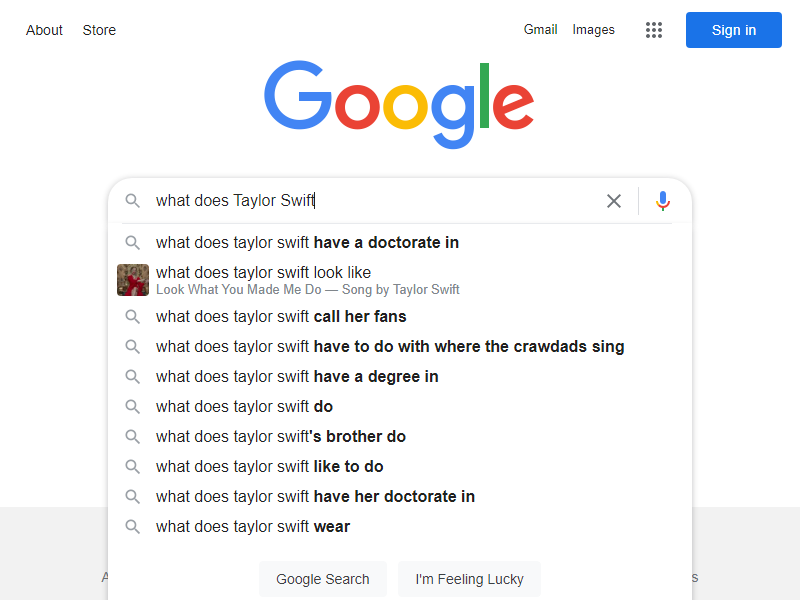 About Store Gmail Images Sign in
Google
what does Taylor Swift
what does taylor swift have a doctorate in
what does taylor swift look like
Look What You Made Me Do — Song by Taylor Swift
what does taylor swift call her fans
what does taylor swift have to do with where the crawdads sing
what does taylor swift have a degree in
what does taylor swift do
what does taylor swift's brother do
what does taylor swift like to do
what does taylor swift have her doctorate in
what does taylor swift wear
Google Search I'm Feeling Lucky